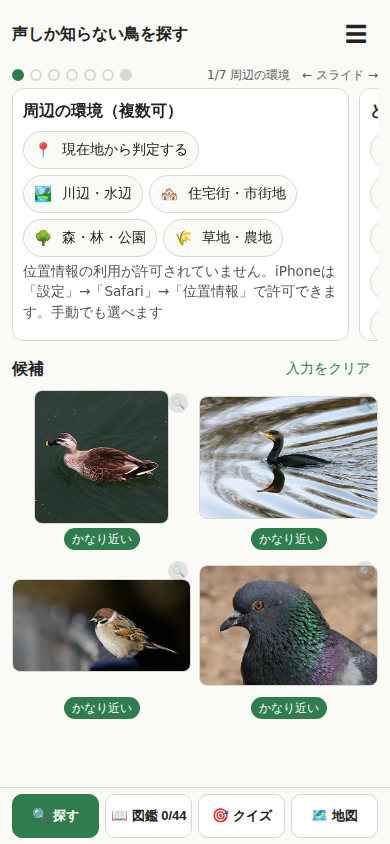 声しか知らない鳥を探す
1/7 周辺の環境 ← スライド →
周辺の環境（複数可）
現在地から判定する
川辺・水辺
住宅街・市街地
森・林・公園
草地・農地
位置情報の利用が許可されていません。iPhoneは
「設定」→「Safari」→「位置情報」で許可できま
す。手動でも選べます
候補
入力をクリア
かなり近い
かなり近い
かなり近い
かなり近い
探す
図鑑 0/44
クイズ
地図